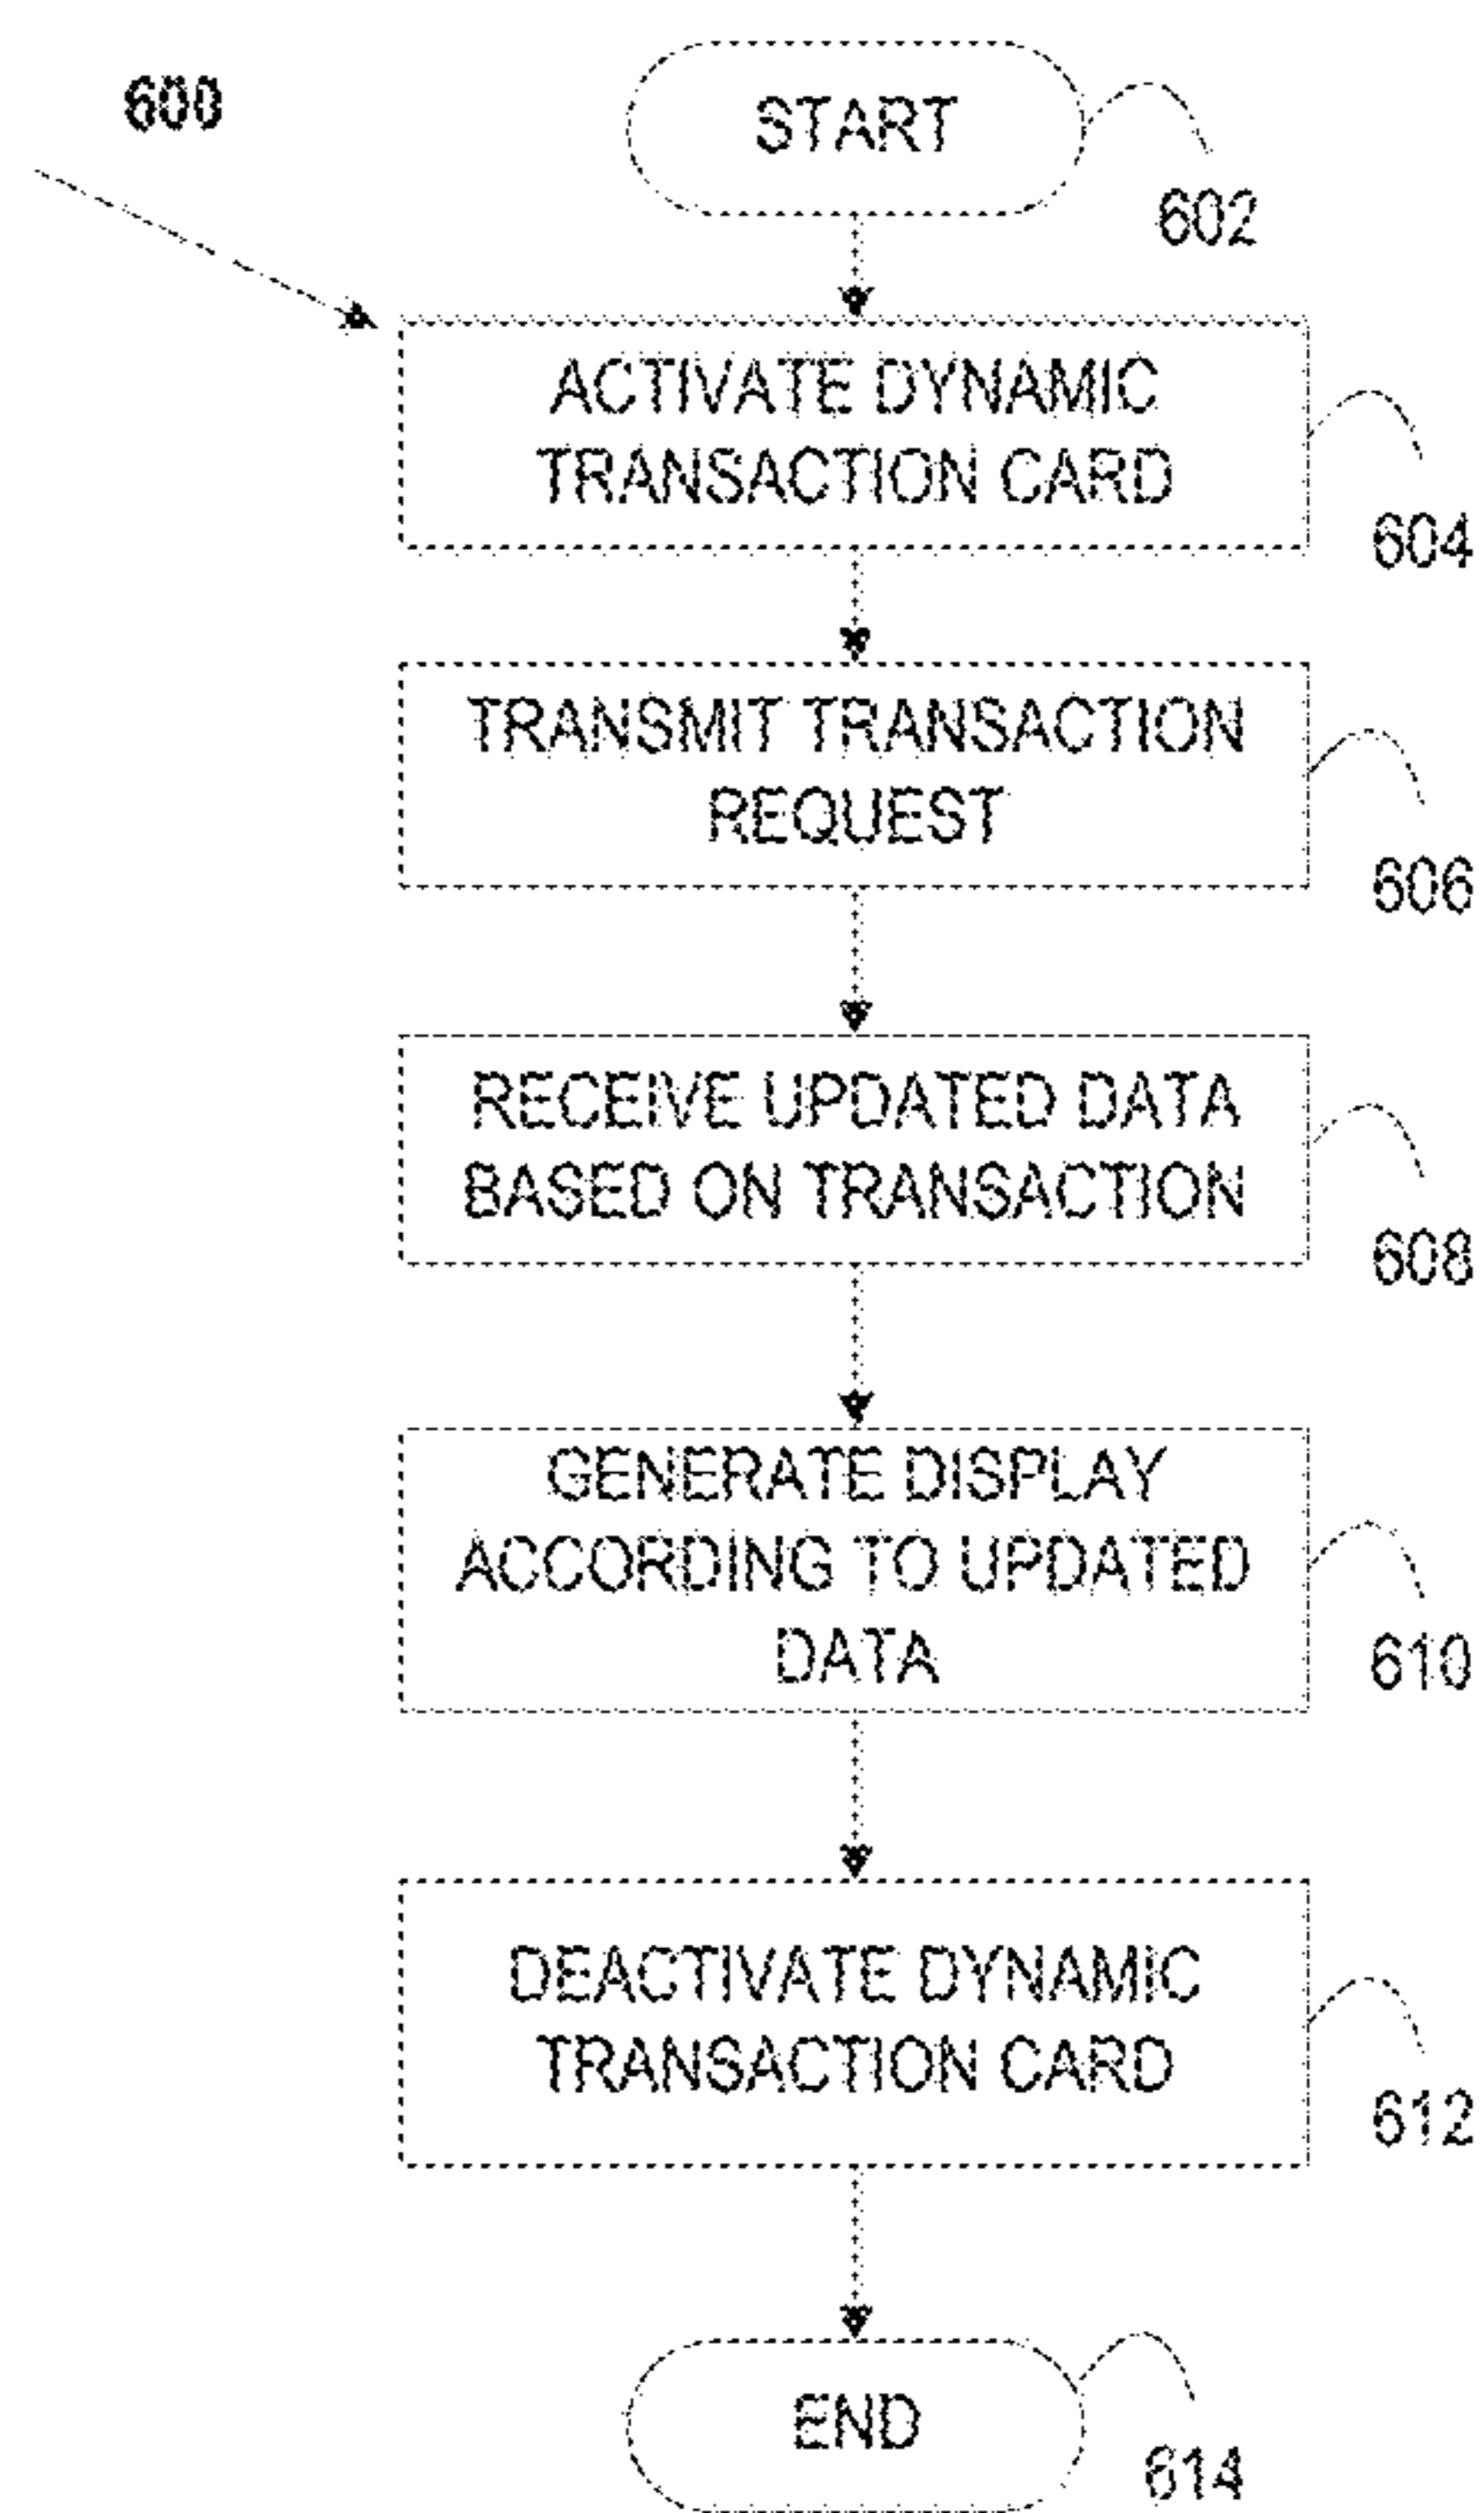 600
START
602
ACTIVATE DYNAMIC
TRANSACTION CARD
604
TRANSMIT TRANSACTION
REQUEST
606
RECEIVE UPDATED DATA
BASED ON TRANSACTION
608
GENERATE DISPLAY
ACCORDING TO UPDATED
DATA
610
DEACTIVATE DYNAMIC
TRANSACTION CARD
612
END
614